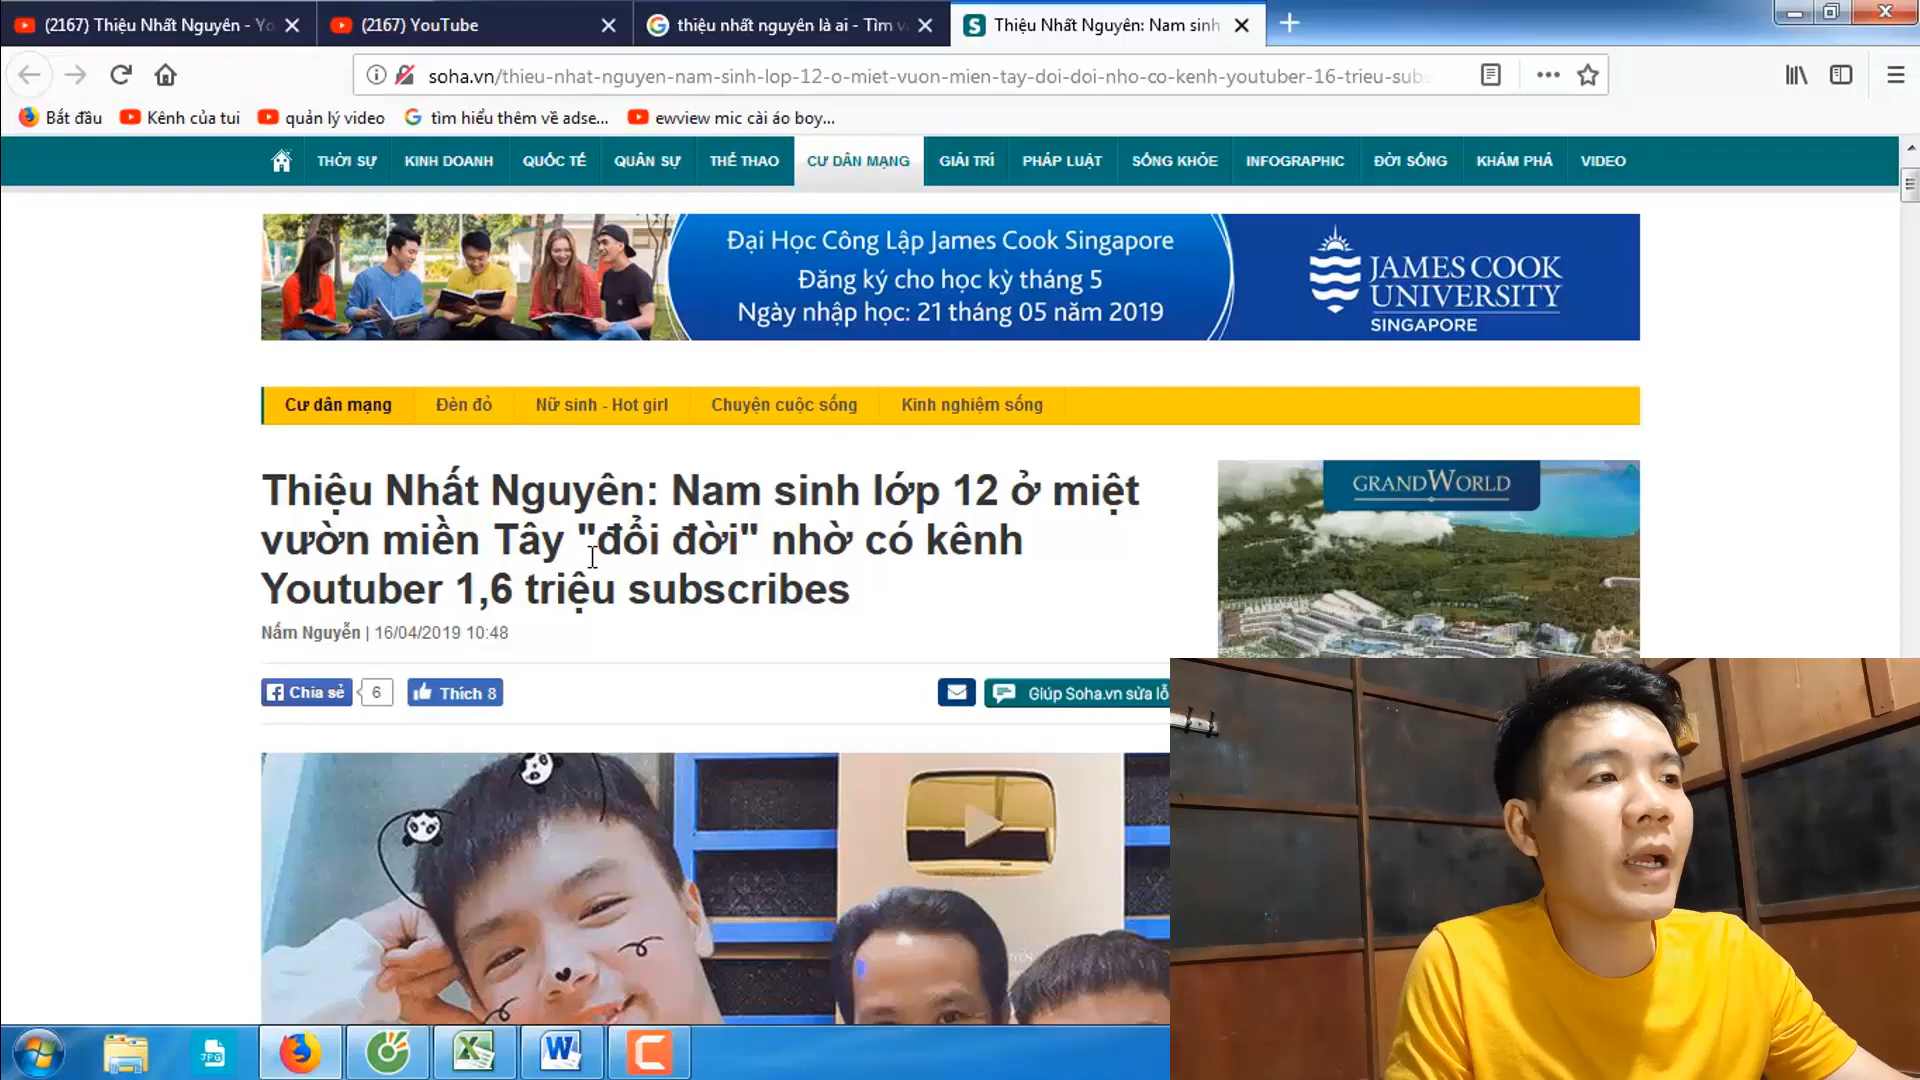 (2167) Thiệu Nhất Nguyên - Yo
(2167) YouTube
thiệu nhất nguyên là ai - Tìm v
Thiệu Nhất Nguyên: Nam sinh
soha.vn/thieu-nhat-nguyen-nam-sinh-lop-12-o-miet-vuon-mien-tay-doi-doi-nho-co-kenh-youtuber-16-trieu-subs
Bắt đầu
Kênh của tui
quản lý video
tìm hiểu thêm về adse...
ewview mic cài áo boy...
THỜI SỰ
KINH DOANH
QUỐC TẾ
QUÂN SỰ
THỂ THAO
CƯ DÂN MẠNG
GIẢI TRÍ
PHÁP LUẬT
SỐNG KHỎE
INFOGRAPHIC
ĐỜI SỐNG
KHÁM PHÁ
VIDEO
Đại Học Công Lập James Cook Singapore
Đăng ký cho học kỳ tháng 5
Ngày nhập học: 21 tháng 05 năm 2019
JAMES COOK
UNIVERSITY
SINGAPORE
Cư dân mạng
Đèn đỏ
Nữ sinh - Hot girl
Chuyện cuộc sống
Kinh nghiệm sống
Thiệu Nhất Nguyên: Nam sinh lớp 12 ở miệt
vườn miền Tây "đổi đời" nhờ có kênh
Youtuber 1,6 triệu subscribes
Nấm Nguyễn | 16/04/2019 10:48
GRANDWORLD
Chia sẻ
6
Thích 8
Giúp Soha.vn sửa lỗ
JPG